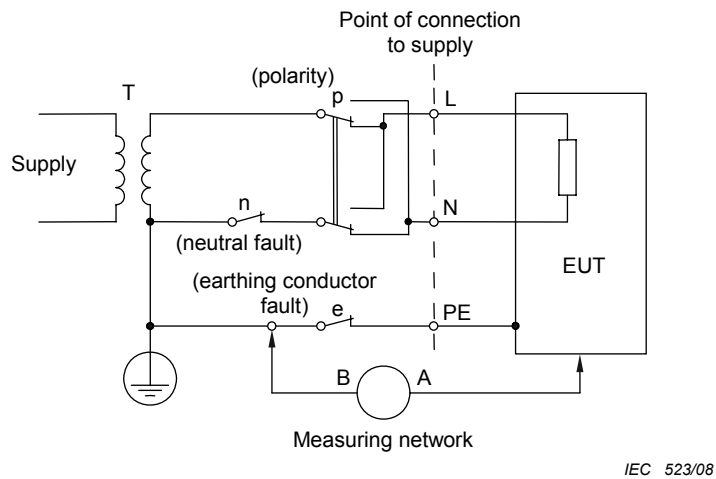 Point of connection
to supply
T
(polarity)
p
L
Supply
n
N
(neutral fault)
EUT
(earthing conductor
fault)
e
PE
B
A
Measuring network
IEC 523/08